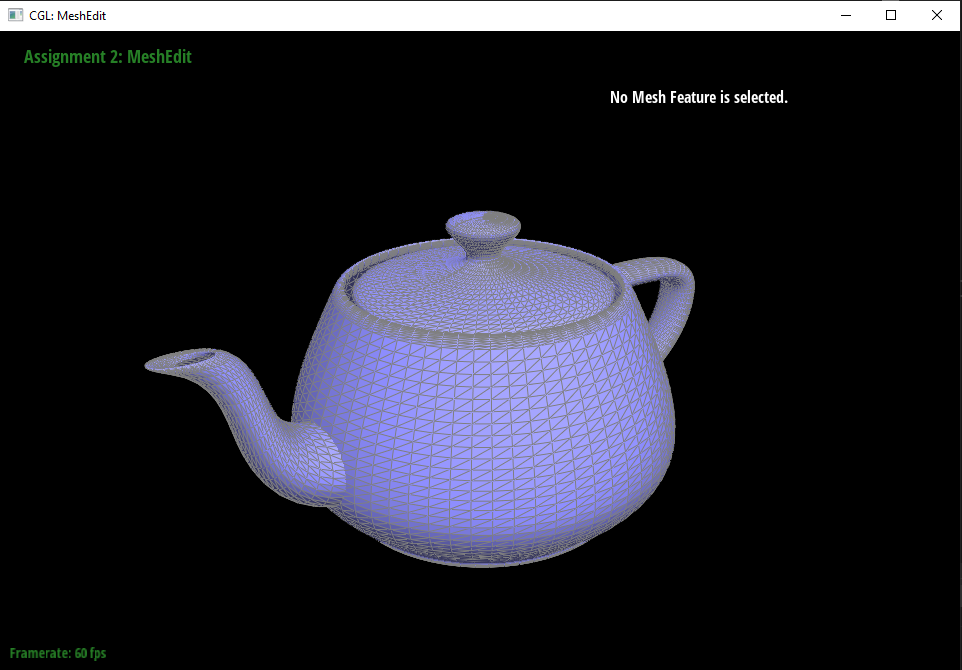 CGL: MeshEdit
Assignment 2: MeshEdit
No Mesh Feature is selected.
Framerate: 60 fps